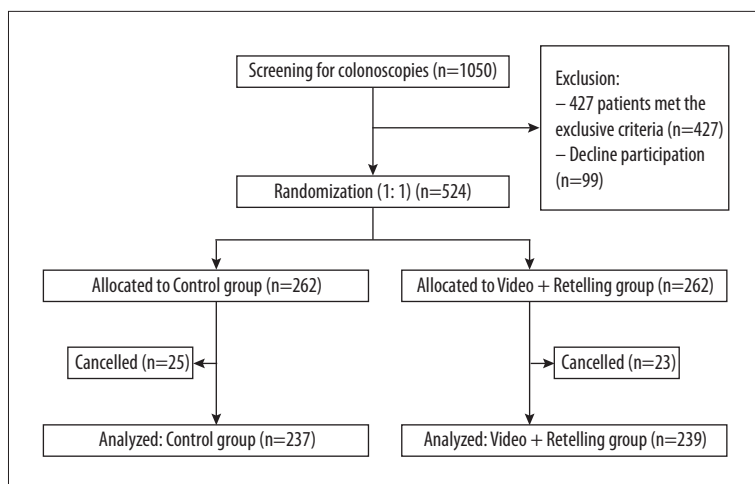 Screening for colonoscopies (n=1050)
Exclusion:
– 427 patients met the
exclusive criteria (n=427)
– Decline participation
(n=99)
Randomization (1: 1) (n=524)
Allocated to Control group (n=262)
Allocated to Video + Retelling group (n=262)
Cancelled (n=25)
Cancelled (n=23)
Analyzed: Control group (n=237)
Analyzed: Video + Retelling group (n=239)